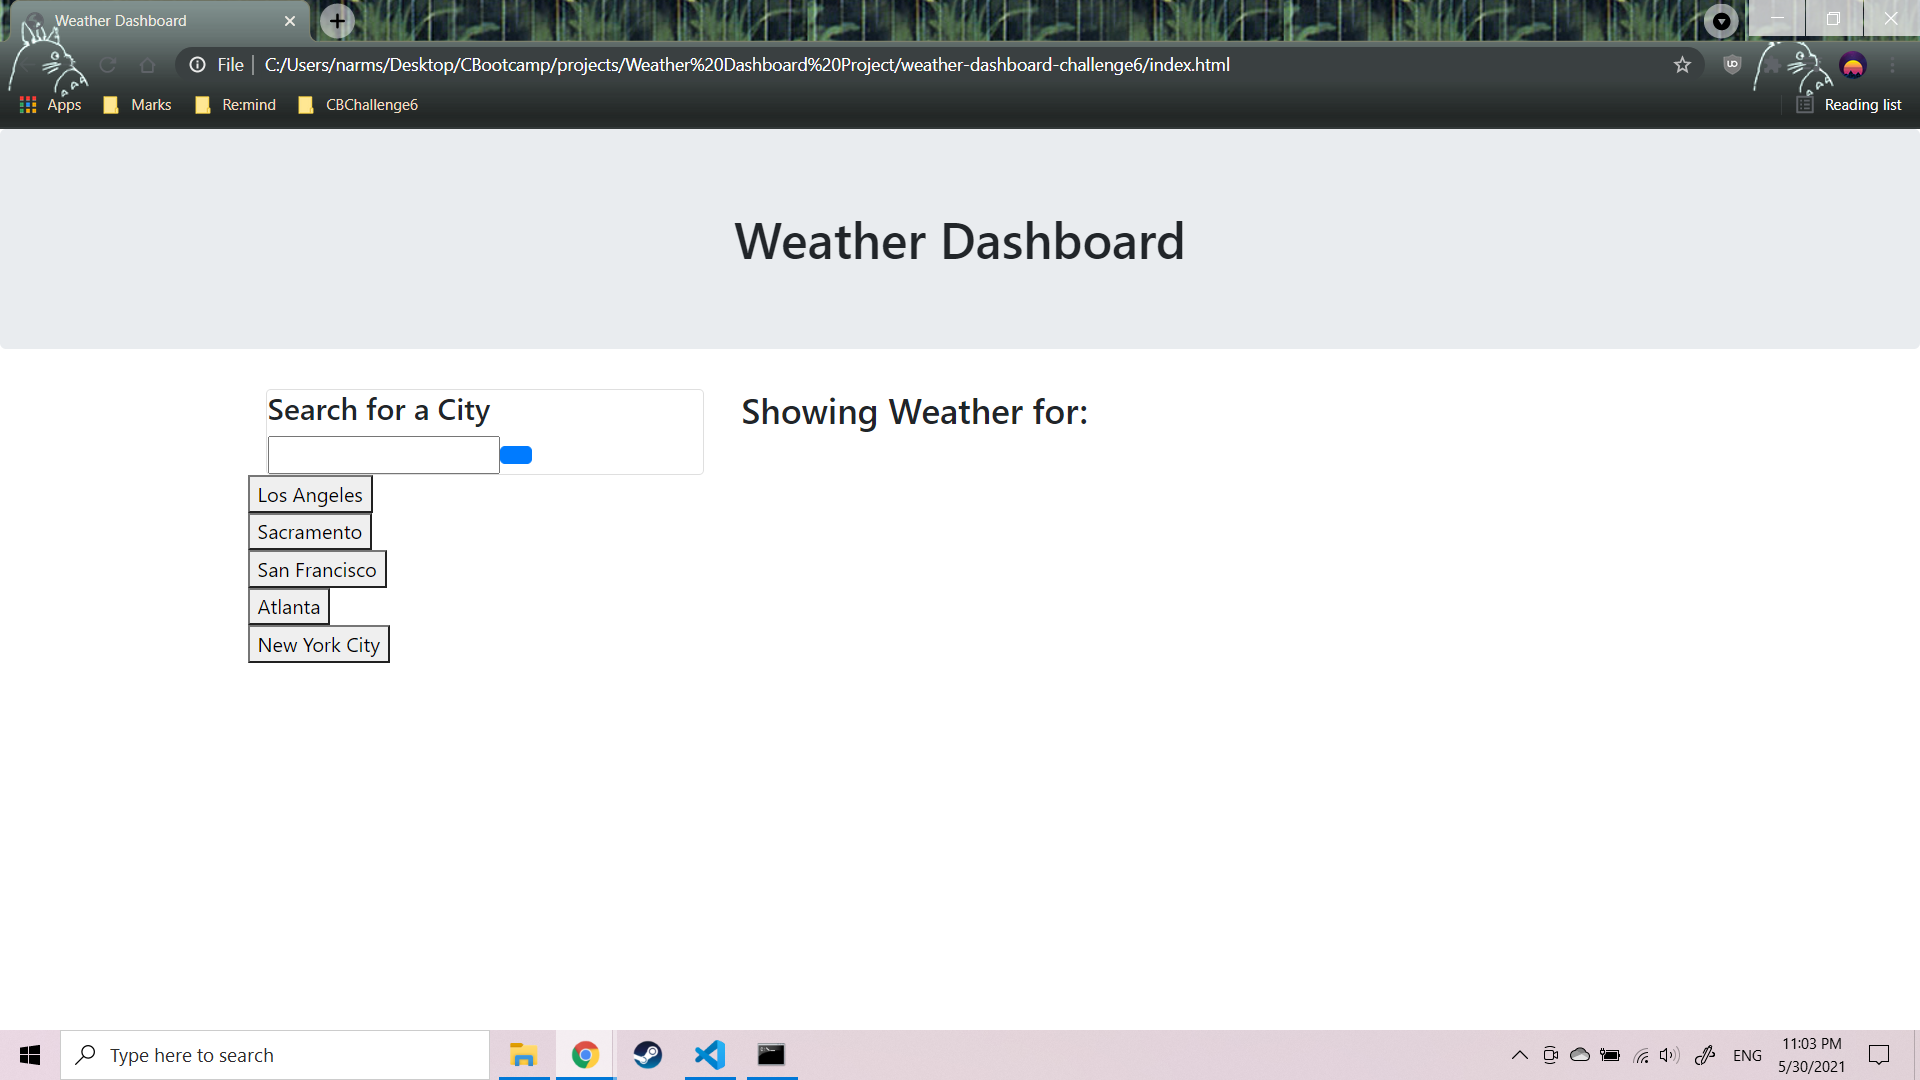 Weather Dashboard
File C:/Users/narms/Desktop/CBootcamp/projects/Weather%20Dashboard%20Project/weather-dashboard-challenge6/index.html
Apps Marks Re:mind CBChallenge6 Reading list
Weather Dashboard
Search for a City
Showing Weather for:
Los Angeles
Sacramento
San Francisco
Atlanta
New York City
Type here to search
ENG
11:03 PM
5/30/2021